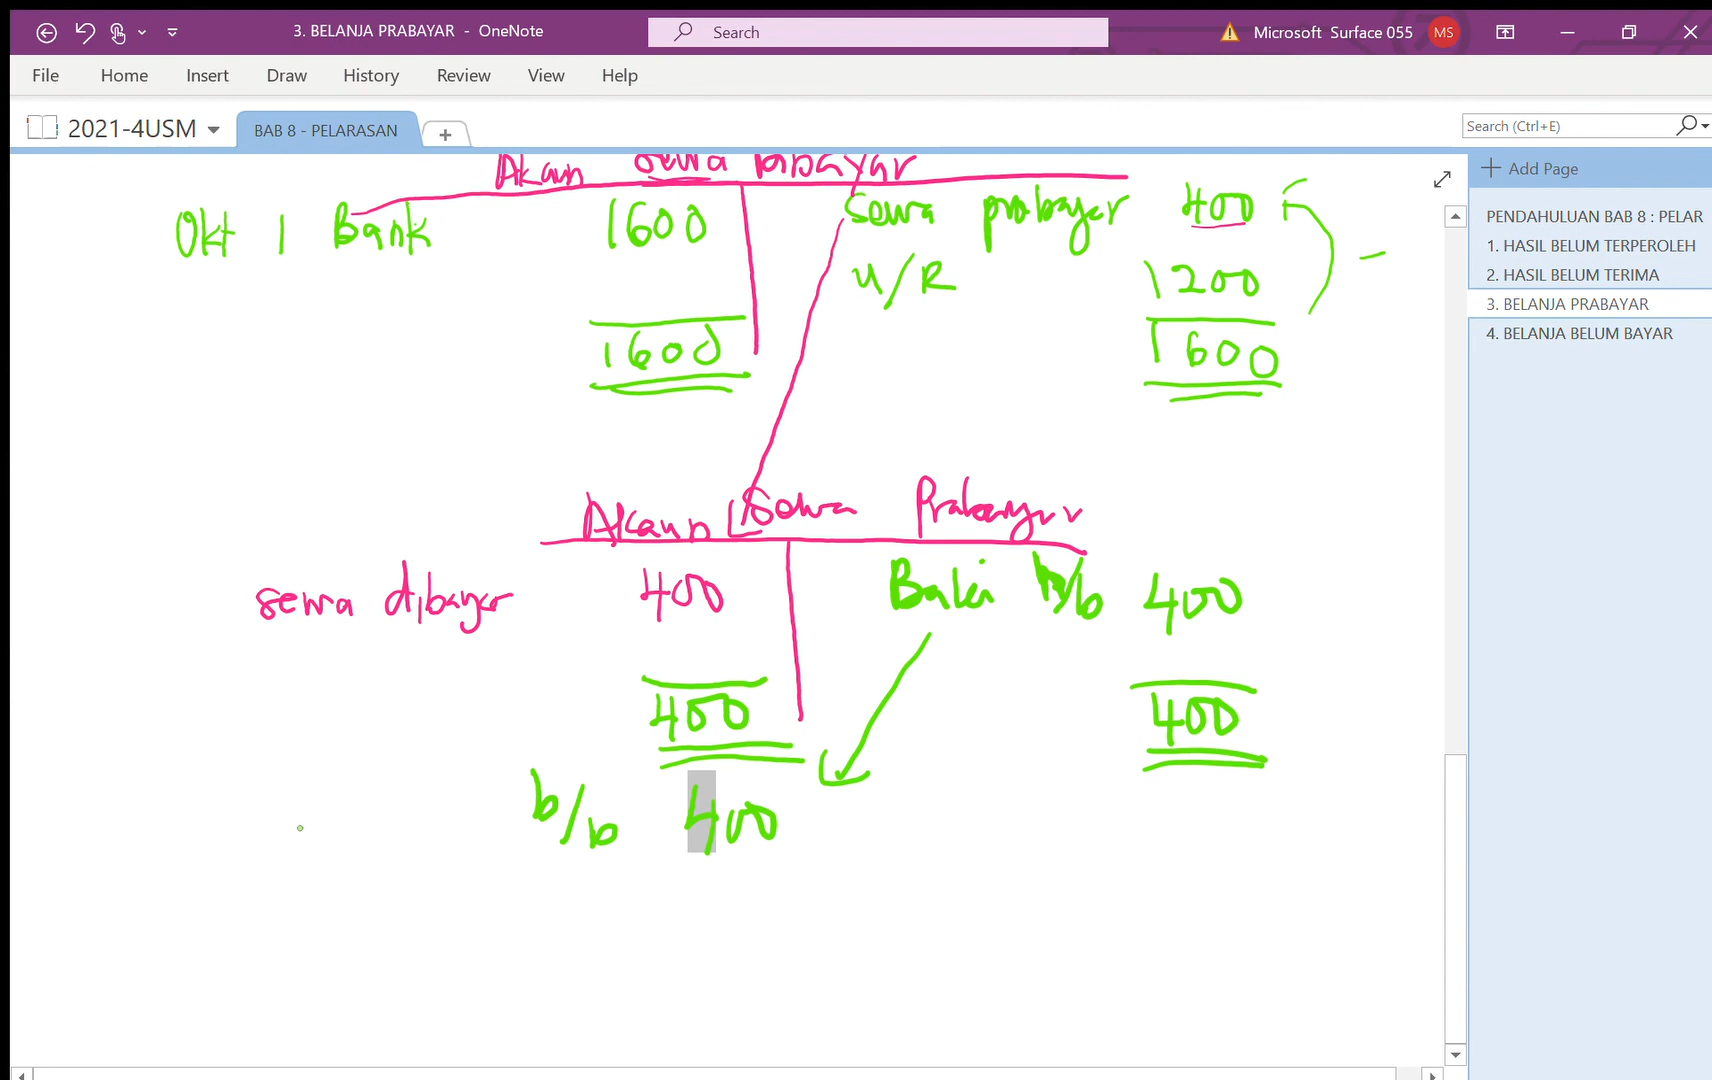 3. BELANJA PRABAYAR - OneNote
Search
Microsoft Surface 055
MS
File Home Insert Draw History Review View Help
2021-4USM
BAB 8 - PELARASAN
+
Search (Ctrl+E)
Add Page
PENDAHULUAN BAB 8 : PELAR
1. HASIL BELUM TERPEROLEH
2. HASIL BELUM TERIMA
3. BELANJA PRABAYAR
4. BELANJA BELUM BAYAR
Akaun Sewa
Okt 1 Bank 1600 Sewa prabayar 400
U/R 1200
1600 1600
Akaun Sewa Prabayar
sewa dibayar 400 Baki b/b 400
400 400
b/b 400